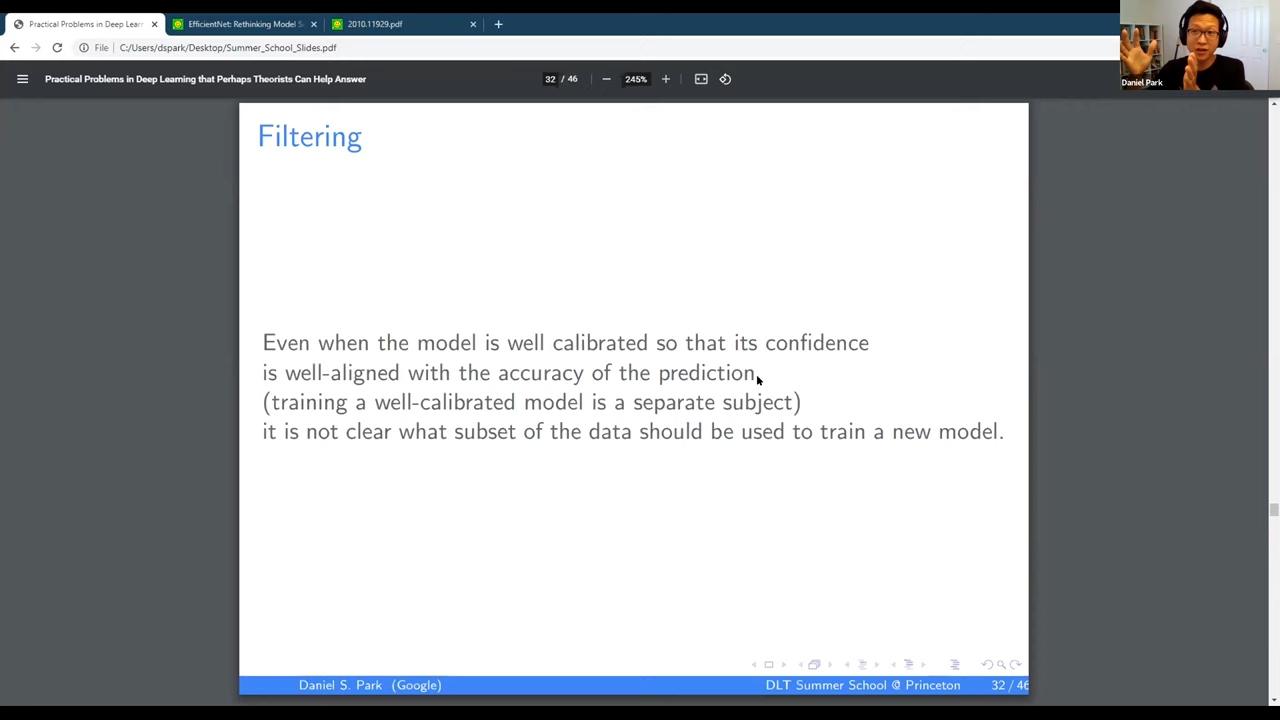 Practical Problems in Deep Lear
EfficientNet: Rethinking Model S
2010.11929.pdf
File
C:/Users/dspark/Desktop/Summer_School_Slides.pdf
Practical Problems in Deep Learning that Perhaps Theorists Can Help Answer
32 / 46
245%
Daniel Park
Filtering
Even when the model is well calibrated so that its confidence
is well-aligned with the accuracy of the prediction
(training a well-calibrated model is a separate subject)
it is not clear what subset of the data should be used to train a new model.
Daniel S. Park (Google)
DLT Summer School @ Princeton
32 / 46